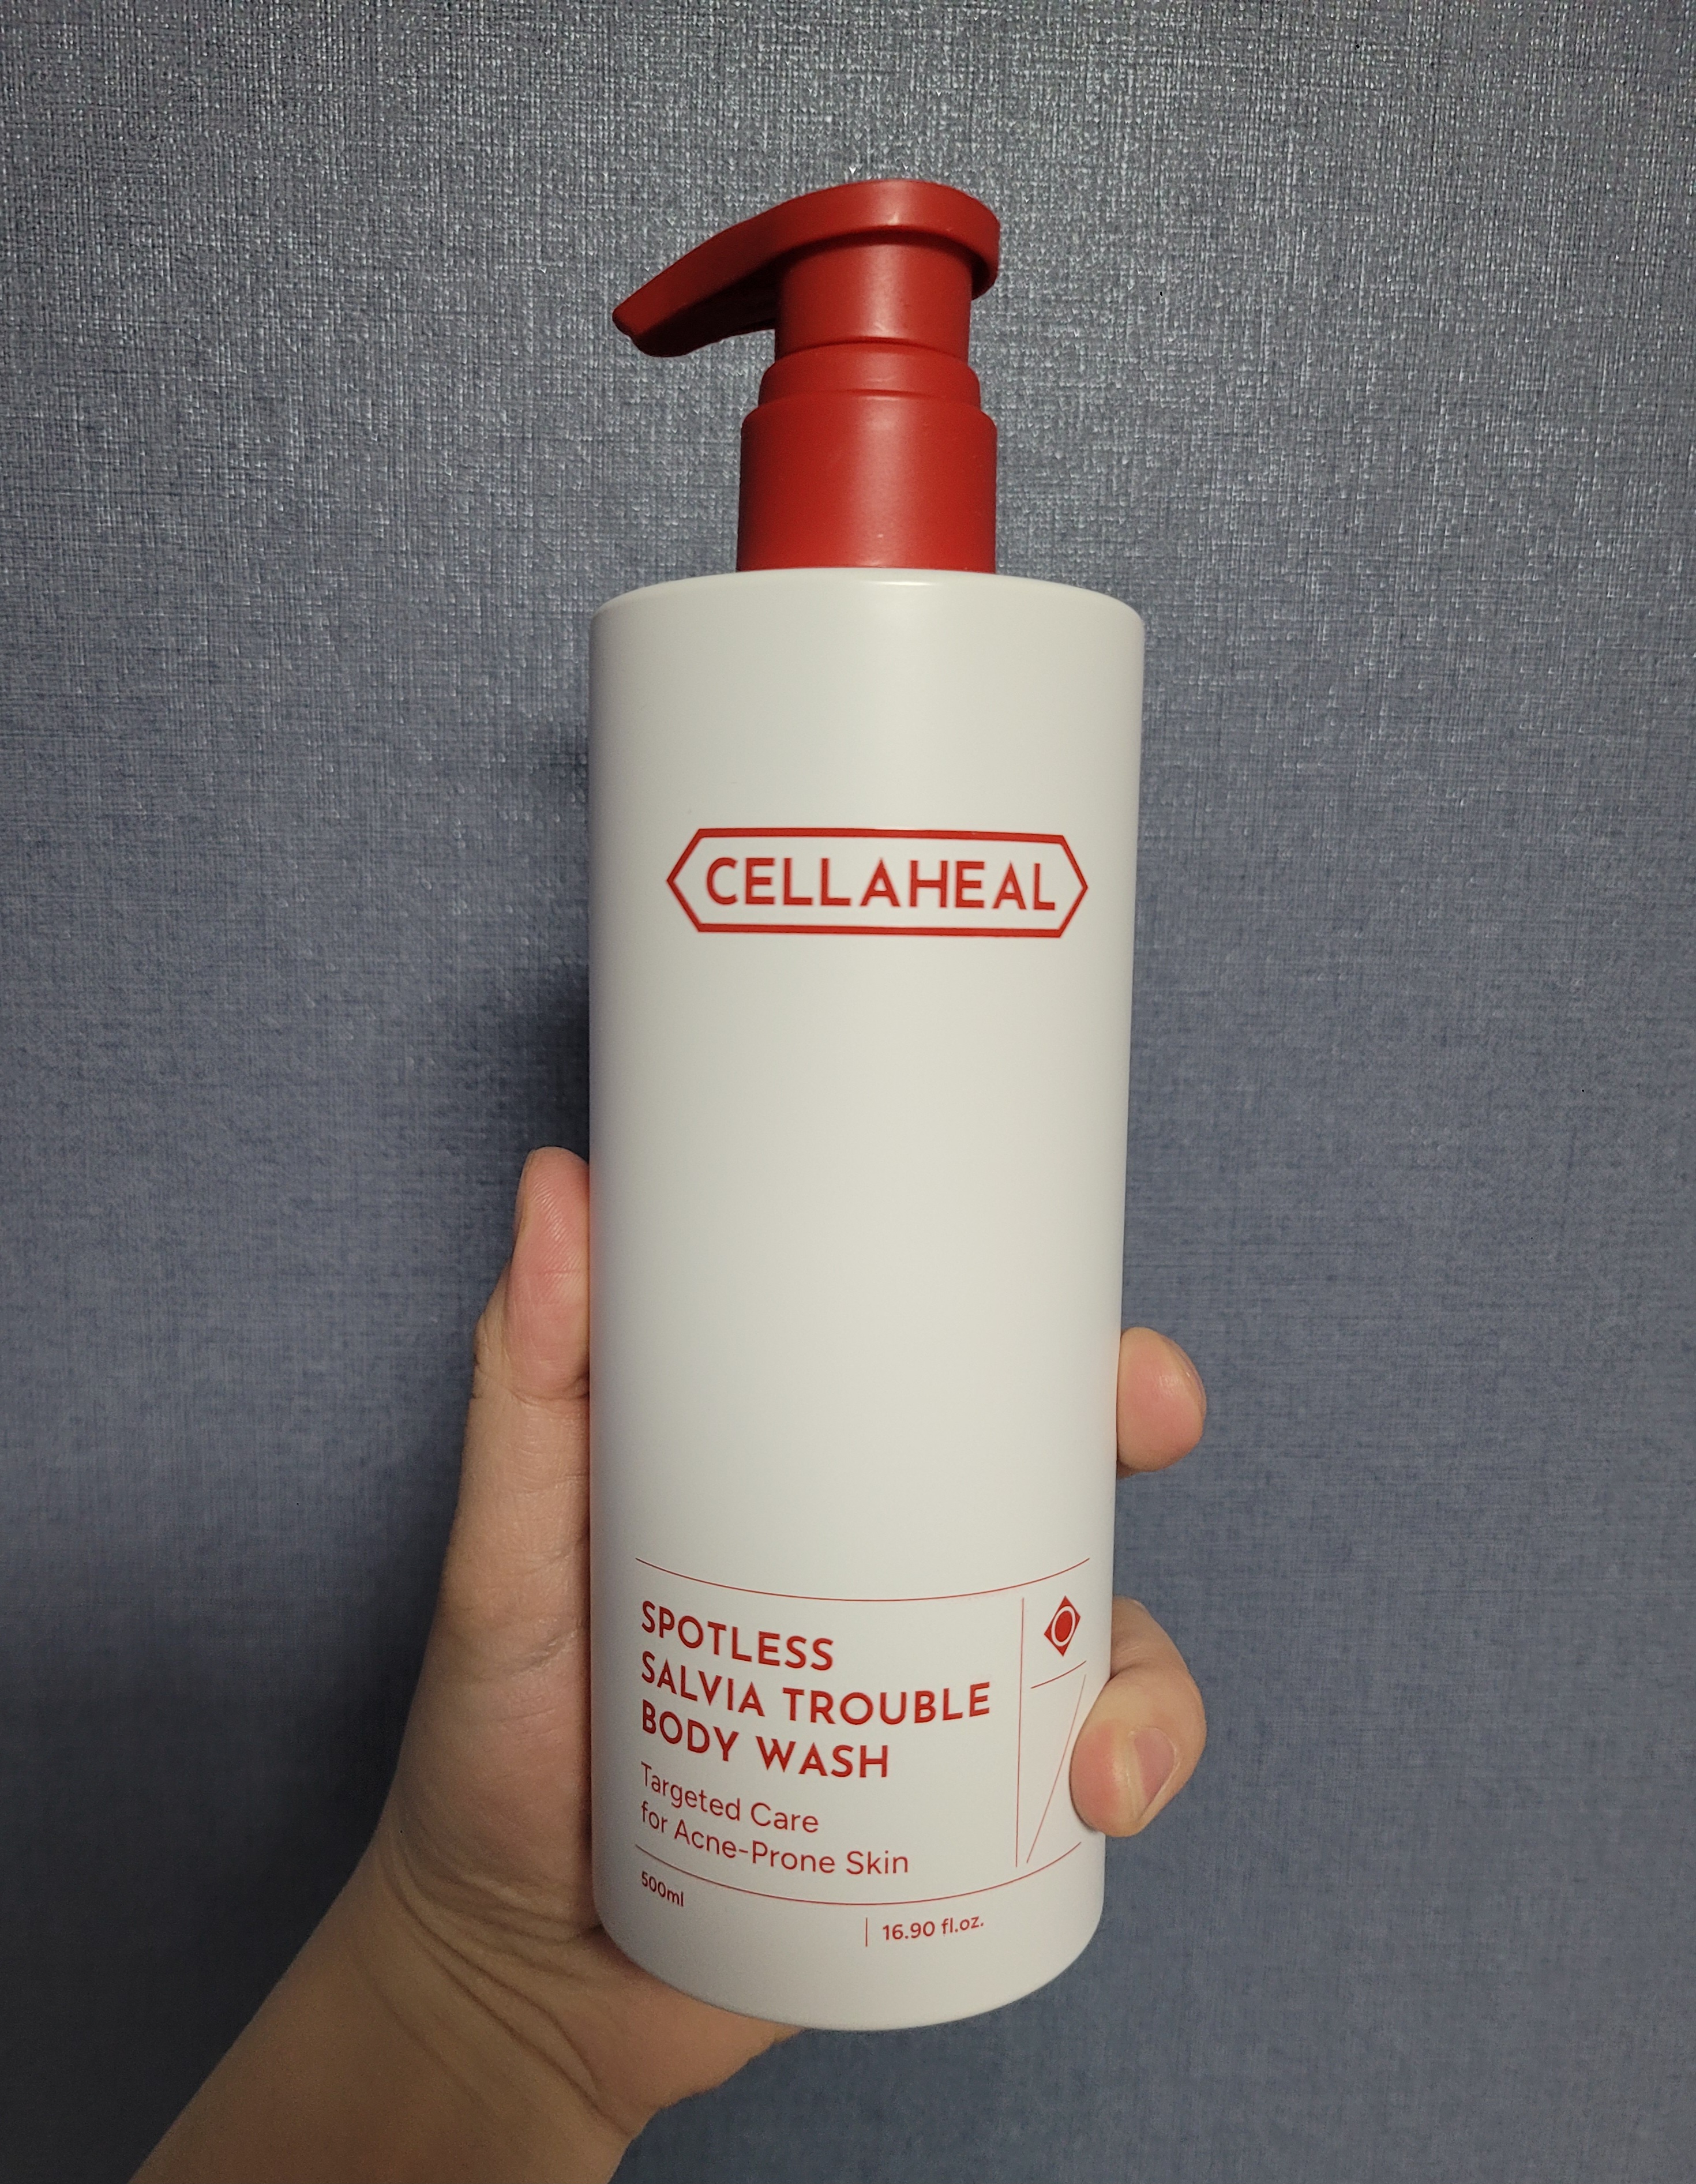 CELLAHEAL
SPOTLESS
SALVIA TROUBLE
BODY WASH
Targeted Care
for Acne-Prone Skin
500ml
16.90 fl.oz.